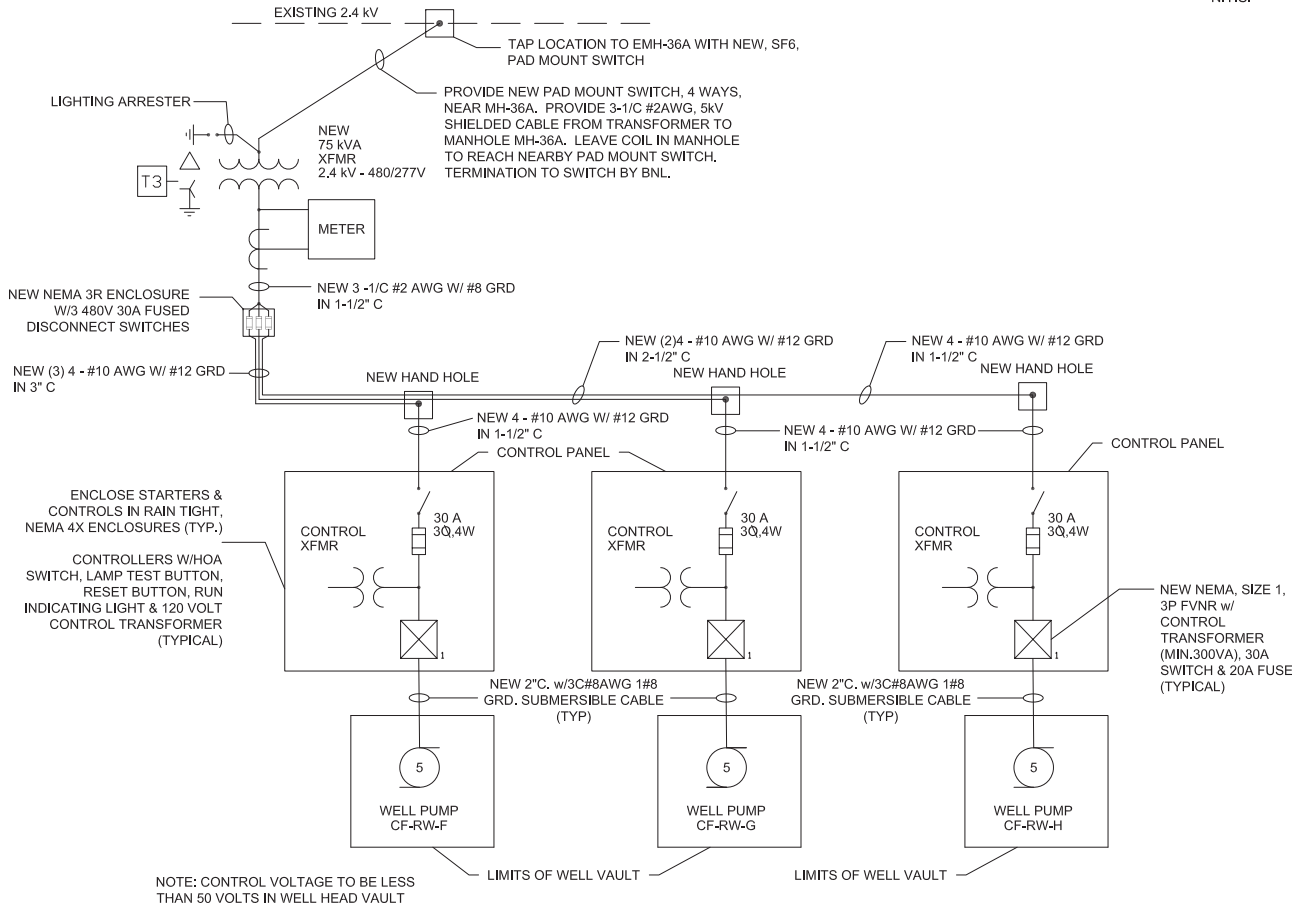 EXISTING 2.4 kV
TAP LOCATION TO EMH-36A WITH NEW, SF6,
PAD MOUNT SWITCH
LIGHTING ARRESTER
PROVIDE NEW PAD MOUNT SWITCH, 4 WAYS,
NEAR MH-36A. PROVIDE 3-1/C #2AWG, 5kV
SHIELDED CABLE FROM TRANSFORMER TO
MANHOLE MH-36A. LEAVE COIL IN MANHOLE
TO REACH NEARBY PAD MOUNT SWITCH.
TERMINATION TO SWITCH BY BNL.
NEW
75 kVA
XFMR
2.4 kV - 480/277V
T3
METER
NEW 3 -1/C #2 AWG W/ #8 GRD
IN 1-1/2" C
NEW NEMA 3R ENCLOSURE
W/3 480V 30A FUSED
DISCONNECT SWITCHES
NEW (3) 4 - #10 AWG W/ #12 GRD
IN 3" C
NEW (2)4 - #10 AWG W/ #12 GRD
IN 2-1/2" C
NEW 4 - #10 AWG W/ #12 GRD
IN 1-1/2" C
NEW HAND HOLE
NEW HAND HOLE
NEW HAND HOLE
NEW 4 - #10 AWG W/ #12 GRD
IN 1-1/2" C
NEW 4 - #10 AWG W/ #12 GRD
IN 1-1/2" C
CONTROL PANEL
CONTROL PANEL
ENCLOSE STARTERS &
CONTROLS IN RAIN TIGHT,
NEMA 4X ENCLOSURES (TYP.)
CONTROLLERS W/HOA
SWITCH, LAMP TEST BUTTON,
RESET BUTTON, RUN
INDICATING LIGHT & 120 VOLT
CONTROL TRANSFORMER
(TYPICAL)
CONTROL
XFMR
30 A
3Q,4W
1
CONTROL
XFMR
30 A
3Q,4W
1
CONTROL
XFMR
30 A
3Q,4W
1
NEW NEMA, SIZE 1,
3P FVNR w/
CONTROL
TRANSFORMER
(MIN.300VA), 30A
SWITCH & 20A FUSE
(TYPICAL)
NEW 2"C. w/3C#8AWG 1#8
GRD. SUBMERSIBLE CABLE
(TYP)
NEW 2"C. w/3C#8AWG 1#8
GRD. SUBMERSIBLE CABLE
(TYP)
5
WELL PUMP
CF-RW-F
5
WELL PUMP
CF-RW-G
5
WELL PUMP
CF-RW-H
LIMITS OF WELL VAULT
LIMITS OF WELL VAULT
NOTE: CONTROL VOLTAGE TO BE LESS
THAN 50 VOLTS IN WELL HEAD VAULT